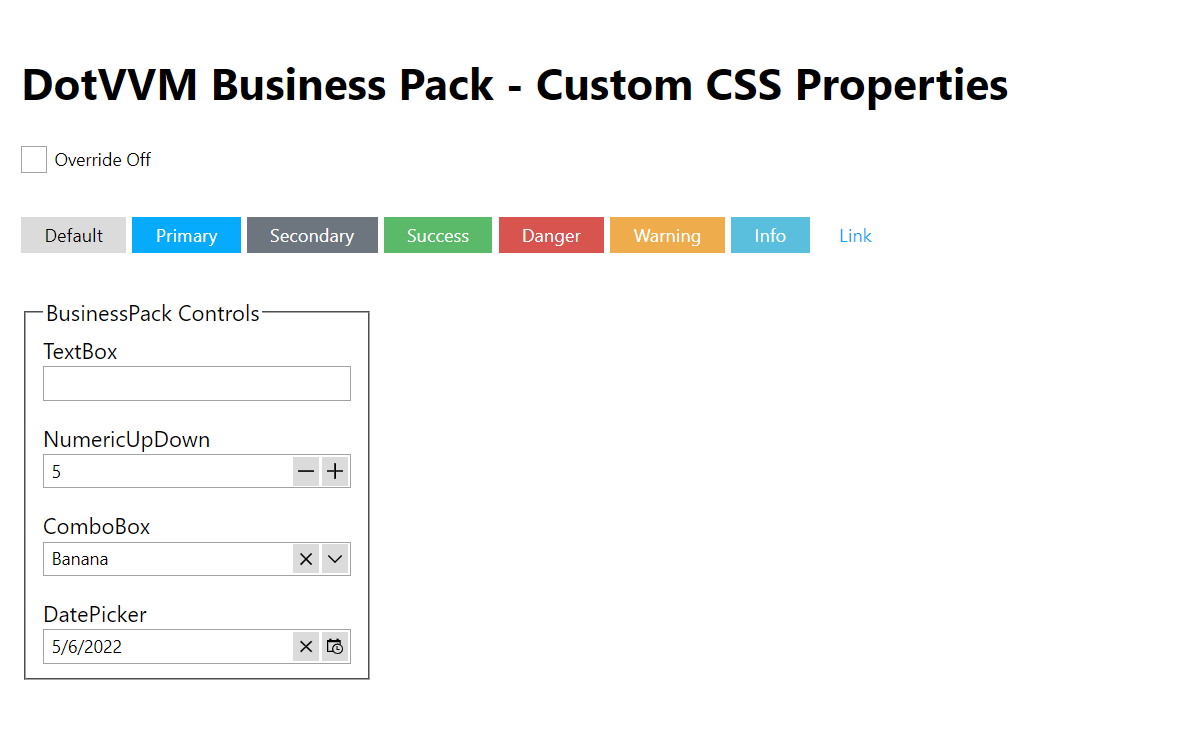 DotVVM Business Pack - Custom CSS Properties
Override Off
Default Primary Secondary Success Danger Warning Info Link
BusinessPack Controls
TextBox
NumericUpDown
5
ComboBox
Banana
DatePicker
5/6/2022